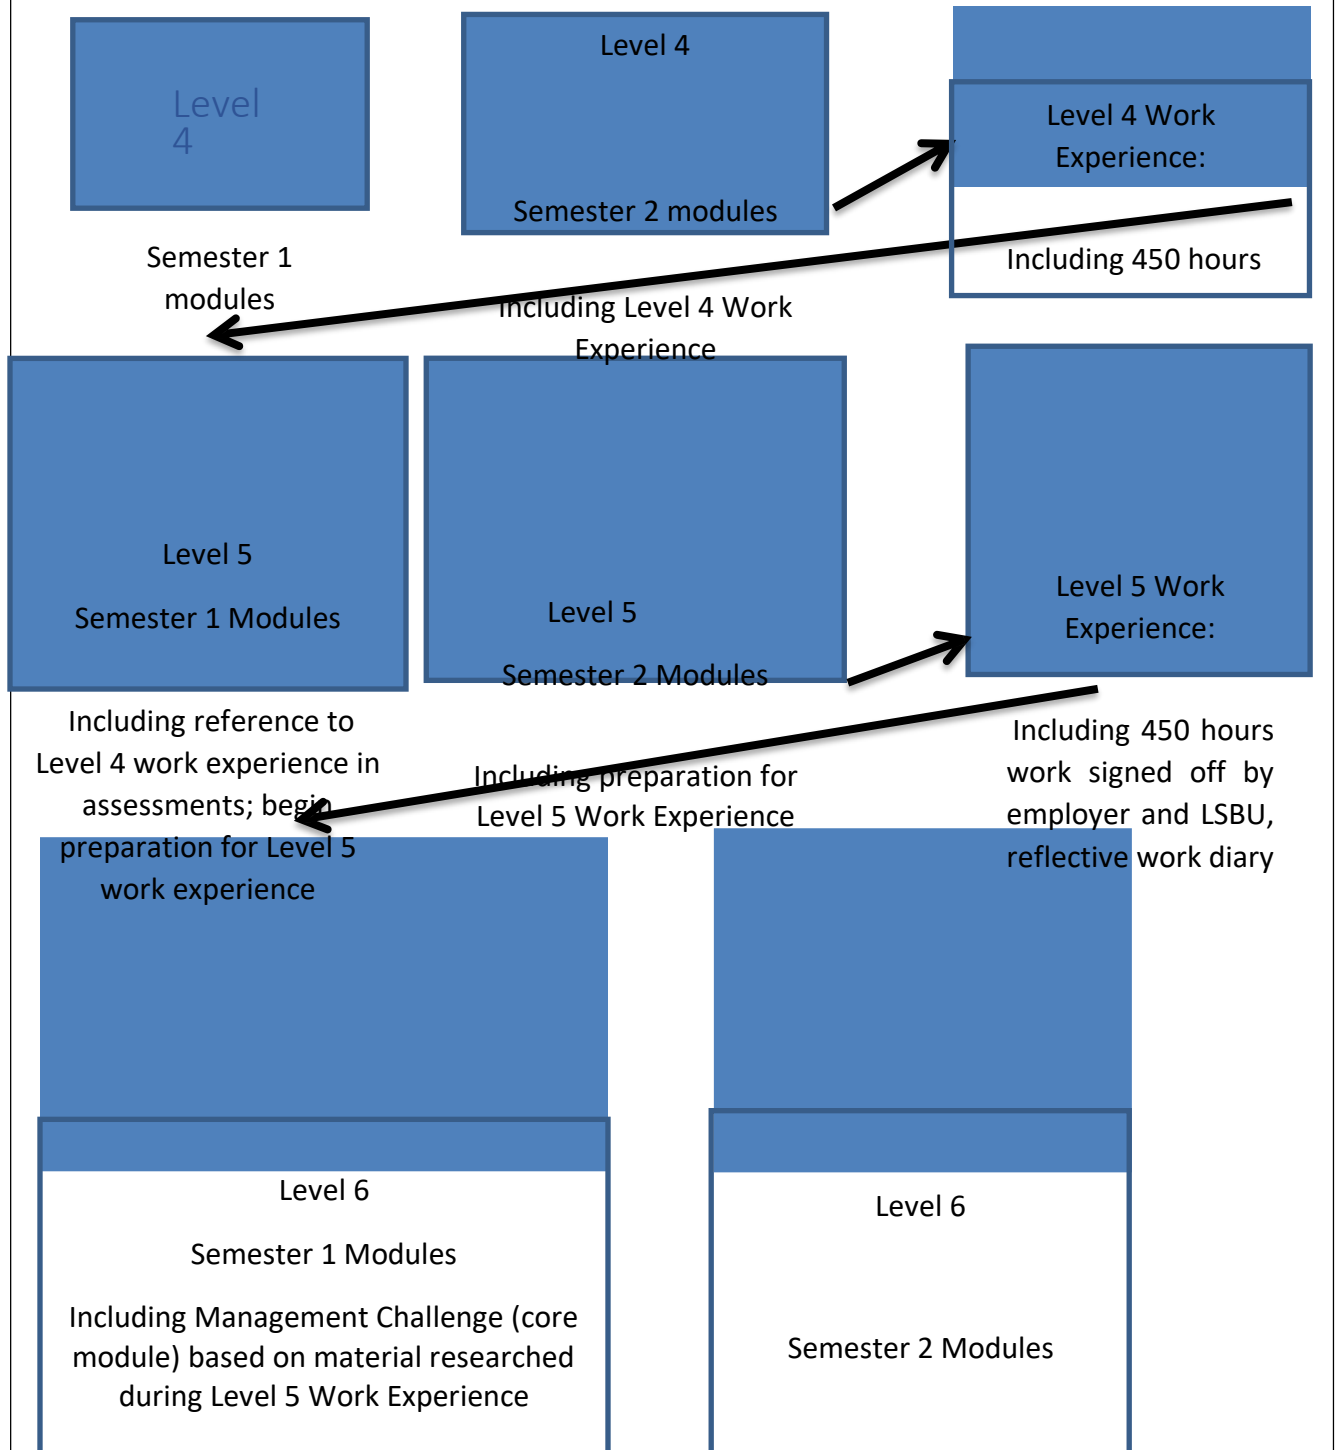 Level
4
Semester 1
modules
Level 4
Semester 2 modules
Including Level 4 Work
Experience
Level 4 Work
Experience:
Including 450 hours
Level 5
Semester 1 Modules
Including reference to
Level 4 work experience in
assessments; begin
preparation for Level 5
work experience
Level 5
Semester 2 Modules
Including preparation for
Level 5 Work Experience
Level 5 Work
Experience:
Including 450 hours
work signed off by
employer and LSBU,
reflective work diary
Level 6
Semester 1 Modules
Including Management Challenge (core
module) based on material researched
during Level 5 Work Experience
Level 6
Semester 2 Modules